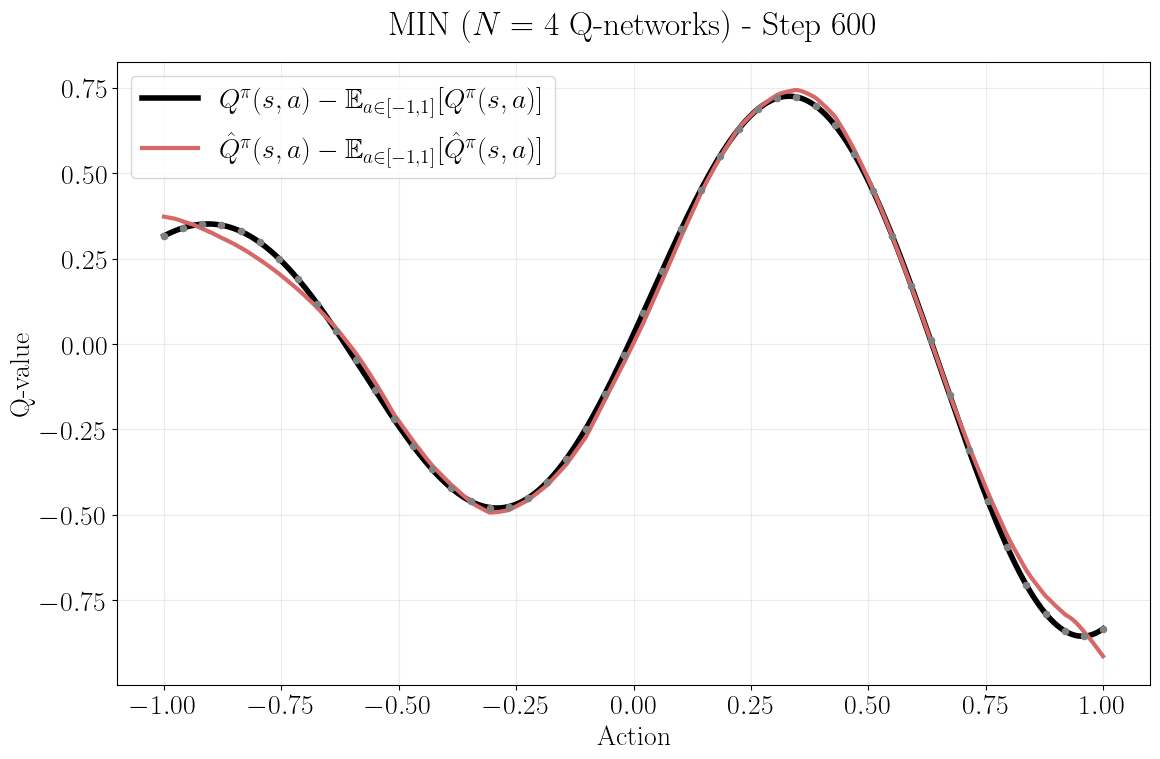 MIN (N = 4 Q-networks) - Step 600
Q^π(s, a) − 𝔼_{a∈[−1,1]}[Q^π(s, a)]
Q̂^π(s, a) − 𝔼_{a∈[−1,1]}[Q̂^π(s, a)]
0.75
0.50
0.25
0.00
−0.25
−0.50
−0.75
Q-value
−1.00 −0.75 −0.50 −0.25 0.00 0.25 0.50 0.75 1.00
Action